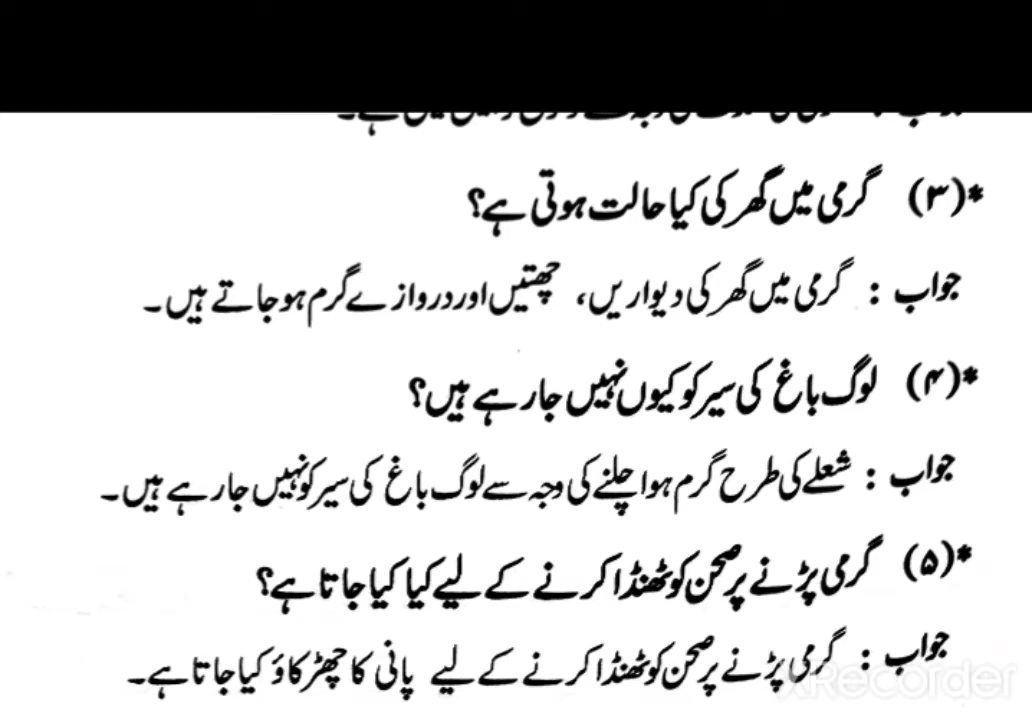 *(۳) گرمی میں گھر کی کیا حالت ہوتی ہے؟
جواب : گرمی میں گھر کی دیواریں، چھتیں اور دروازے گرم ہو جاتے ہیں۔
*(۴) لوگ باغ کی سیر کو کیوں نہیں جا رہے ہیں؟
جواب : شعلے کی طرح گرم ہوا چلنے کی وجہ سے لوگ باغ کی سیر کو نہیں جا رہے ہیں۔
*(۵) گرمی پڑنے پر صحن کو ٹھنڈا کرنے کے لیے کیا کیا جاتا ہے؟
جواب : گرمی پڑنے پر صحن کو ٹھنڈا کرنے کے لیے پانی کا چھڑکاؤ کیا جاتا ہے۔
XRecorder